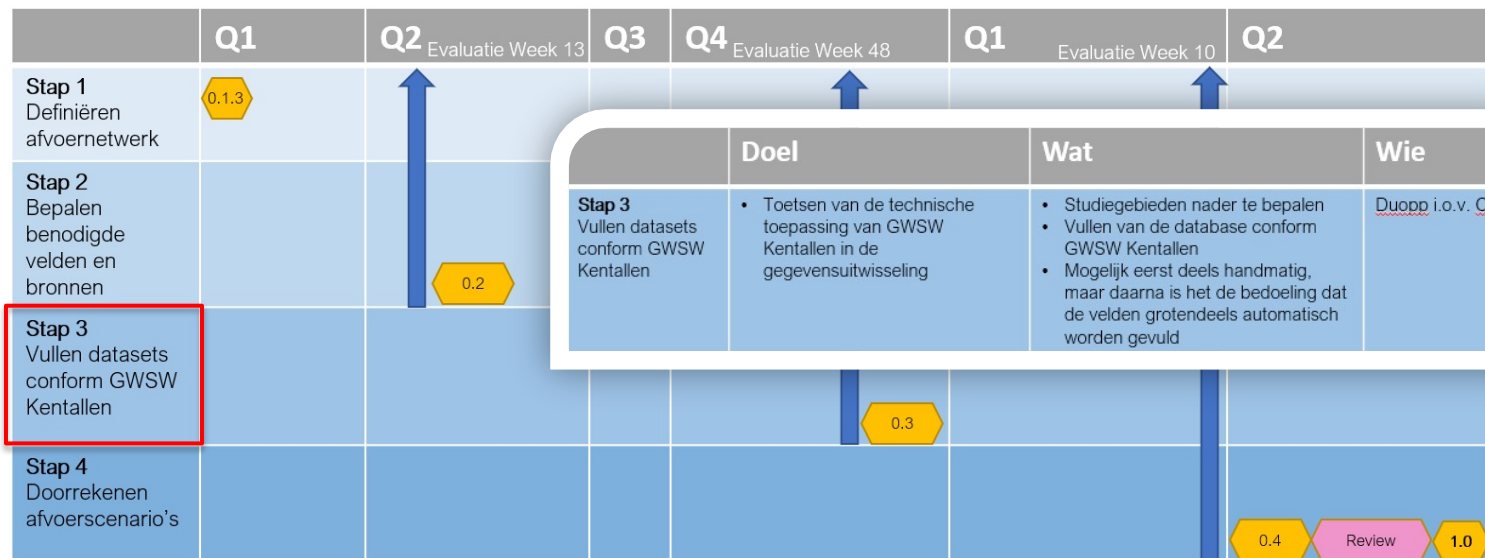 Q1 Q2 Evaluatie Week 13 Q3 Q4 Evaluatie Week 48 Q1 Evaluatie Week 10 Q2
Stap 1
Definiëren
afvoernetwerk
0.1.3
Stap 2
Bepalen
benodigde
velden en
bronnen
0.2
Stap 3
Vullen datasets
conform GWSW
Kentallen
0.3
Stap 4
Doorrekenen
afvoerscenario’s
0.4 Review 1.0
Doel Wat Wie
Stap 3
Vullen datasets
conform GWSW
Kentallen
• Toetsen van de technische
toepassing van GWSW
Kentallen in de
gegevensuitwisseling
• Studiegebieden nader te bepalen
• Vullen van de database conform
GWSW Kentallen
• Mogelijk eerst deels handmatig,
maar daarna is het de bedoeling dat
de velden grotendeels automatisch
worden gevuld
Duopp i.o.v.